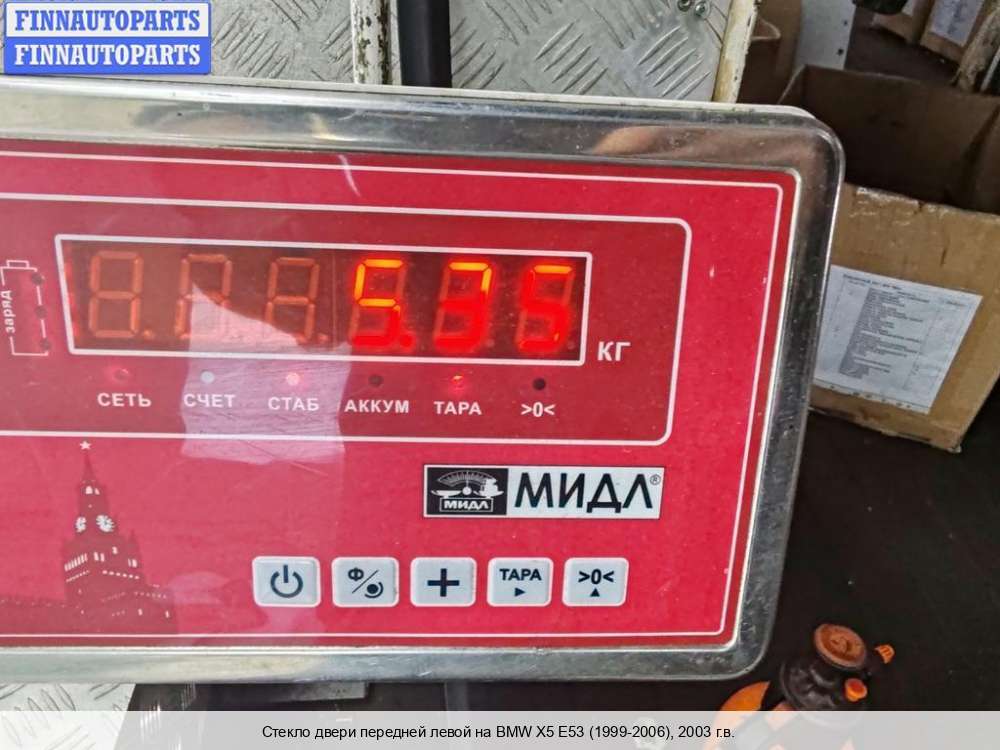 FINNAUTOPARTS
FINNAUTOPARTS
заряд
5.35
КГ
СЕТЬ СЧЕТ СТАБ АККУМ ТАРА >0<
МИДЛ МИДЛ®
Ф ТАРА >0<
Стекло двери передней левой на BMW X5 E53 (1999-2006), 2003 г.в.